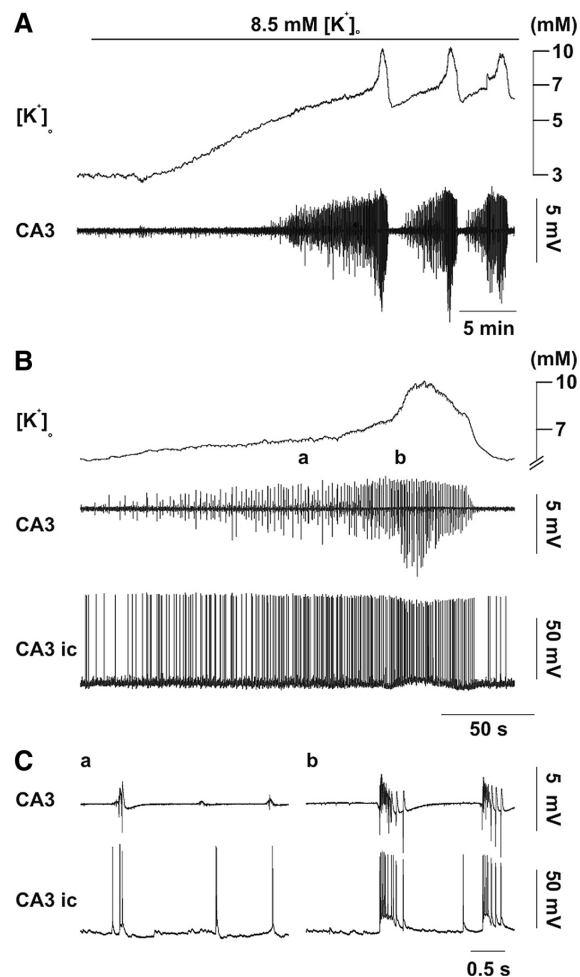 A
8.5 mM [K⁺]ₒ
(mM)
10
7
5
3
[K⁺]ₒ
CA3
5 mV
5 min
B
(mM)
10
7
[K⁺]ₒ
a
b
CA3
5 mV
CA3 ic
50 mV
50 s
C
a
b
CA3
5 mV
CA3 ic
50 mV
0.5 s